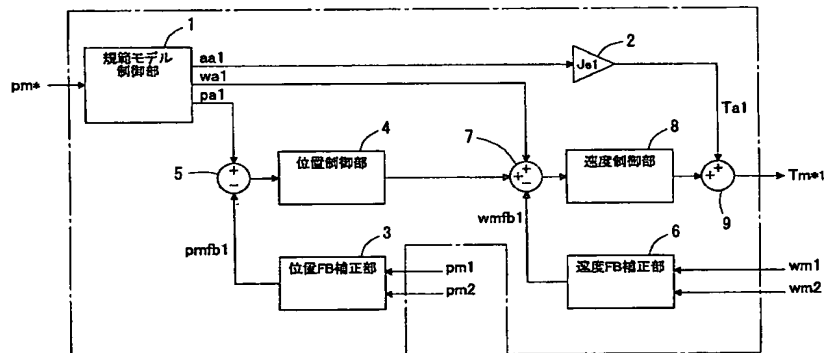 1
規範モデル
制御部
pm*
aa1
wa1
pa1
2
Js1
Ta1
4
位置制御部
5
+
−
7
+
+
−
8
速度制御部
+
+
9
Tm*1
pmfb1
3
位置FB補正部
pm1
pm2
wmfb1
6
速度FB補正部
wm1
wm2